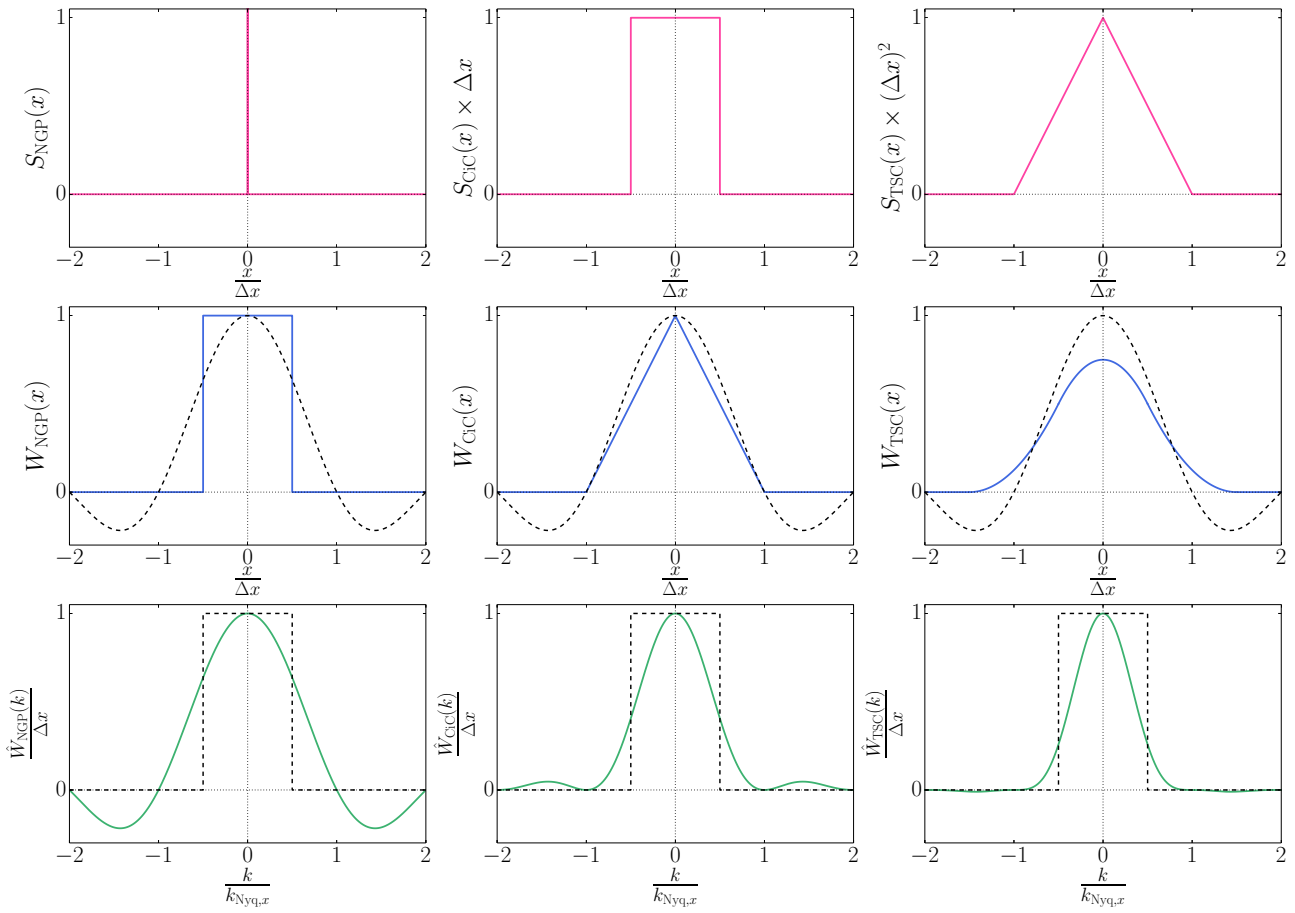 S_NGP(x)
1
0
−2 −1 0 1 2
x/Δx
S_CiC(x) × Δx
1
0
−2 −1 0 1 2
x/Δx
S_TSC(x) × (Δx)²
1
0
−2 −1 0 1 2
x/Δx
W_NGP(x)
1
0
−2 −1 0 1 2
x/Δx
W_CiC(x)
1
0
−2 −1 0 1 2
x/Δx
W_TSC(x)
1
0
−2 −1 0 1 2
x/Δx
Ŵ_NGP(k)/Δx
1
0
−2 −1 0 1 2
k/k_Nyq,x
Ŵ_CiC(k)/Δx
1
0
−2 −1 0 1 2
k/k_Nyq,x
Ŵ_TSC(k)/Δx
1
0
−2 −1 0 1 2
k/k_Nyq,x